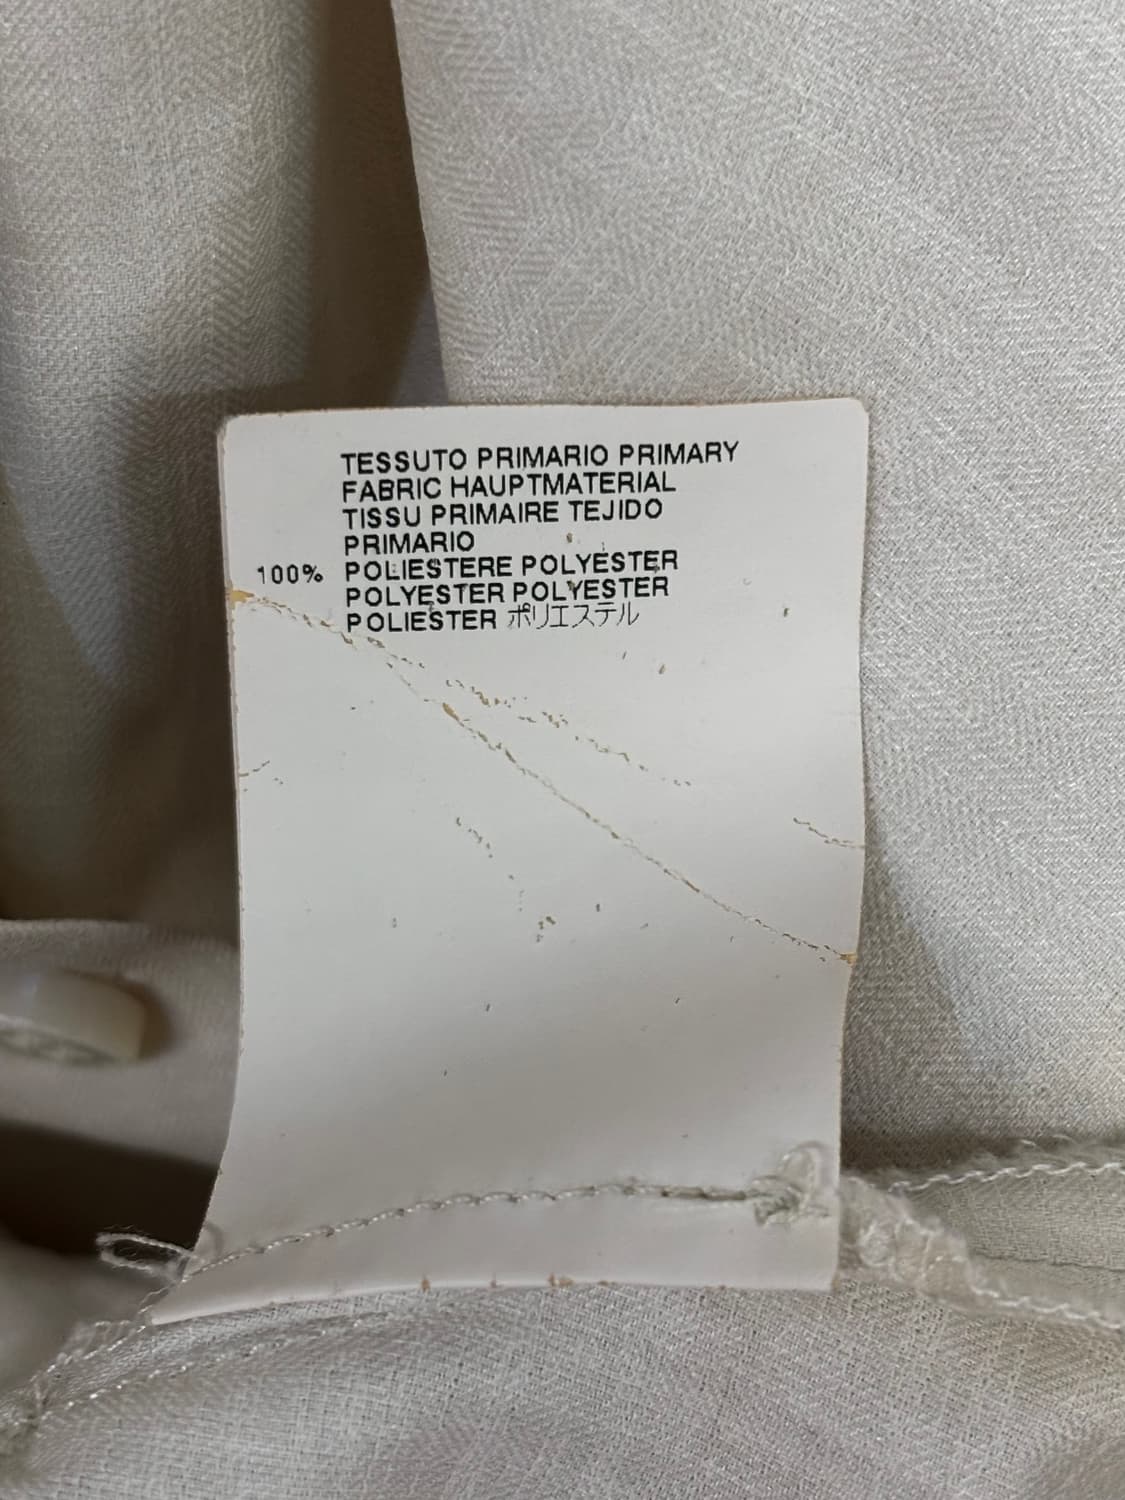 TESSUTO PRIMARIO PRIMARY
FABRIC HAUPTMATERIAL
TISSU PRIMAIRE TEJIDO
PRIMARIO
100% POLIESTERE POLYESTER
POLYESTER POLYESTER
POLIESTER ポリエステル